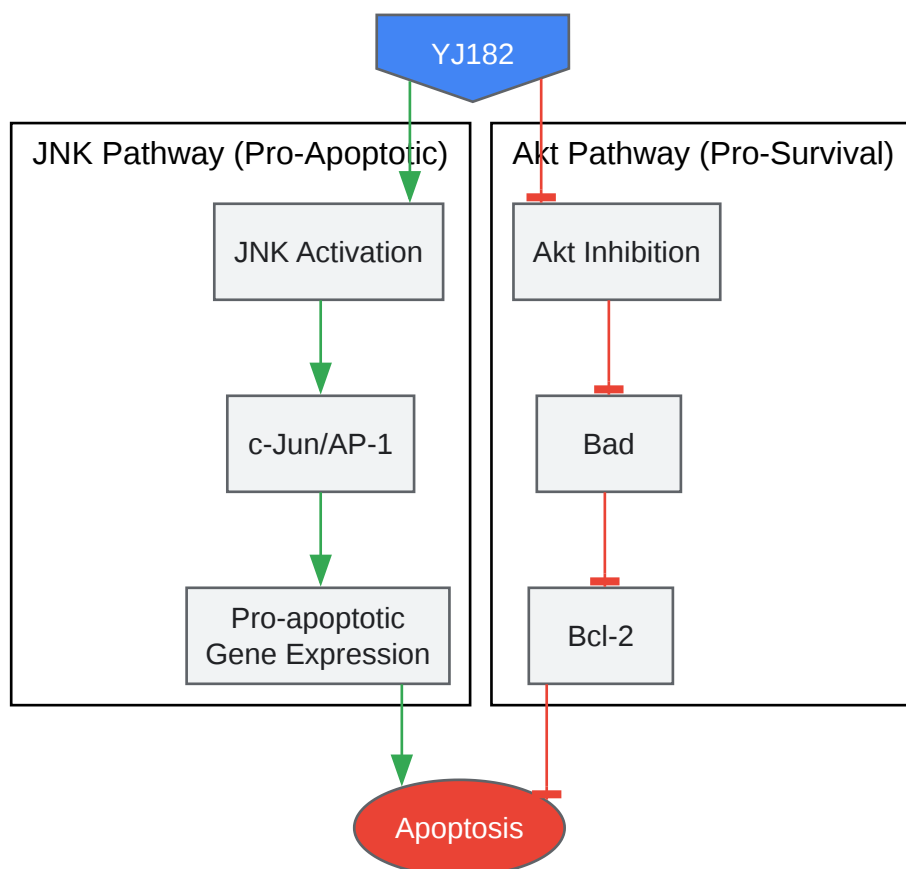 YJ182
JNK Pathway (Pro-Apoptotic)
Akt Pathway (Pro-Survival)
JNK Activation
Akt Inhibition
c-Jun/AP-1
Bad
Pro-apoptotic
Gene Expression
Bcl-2
Apoptosis